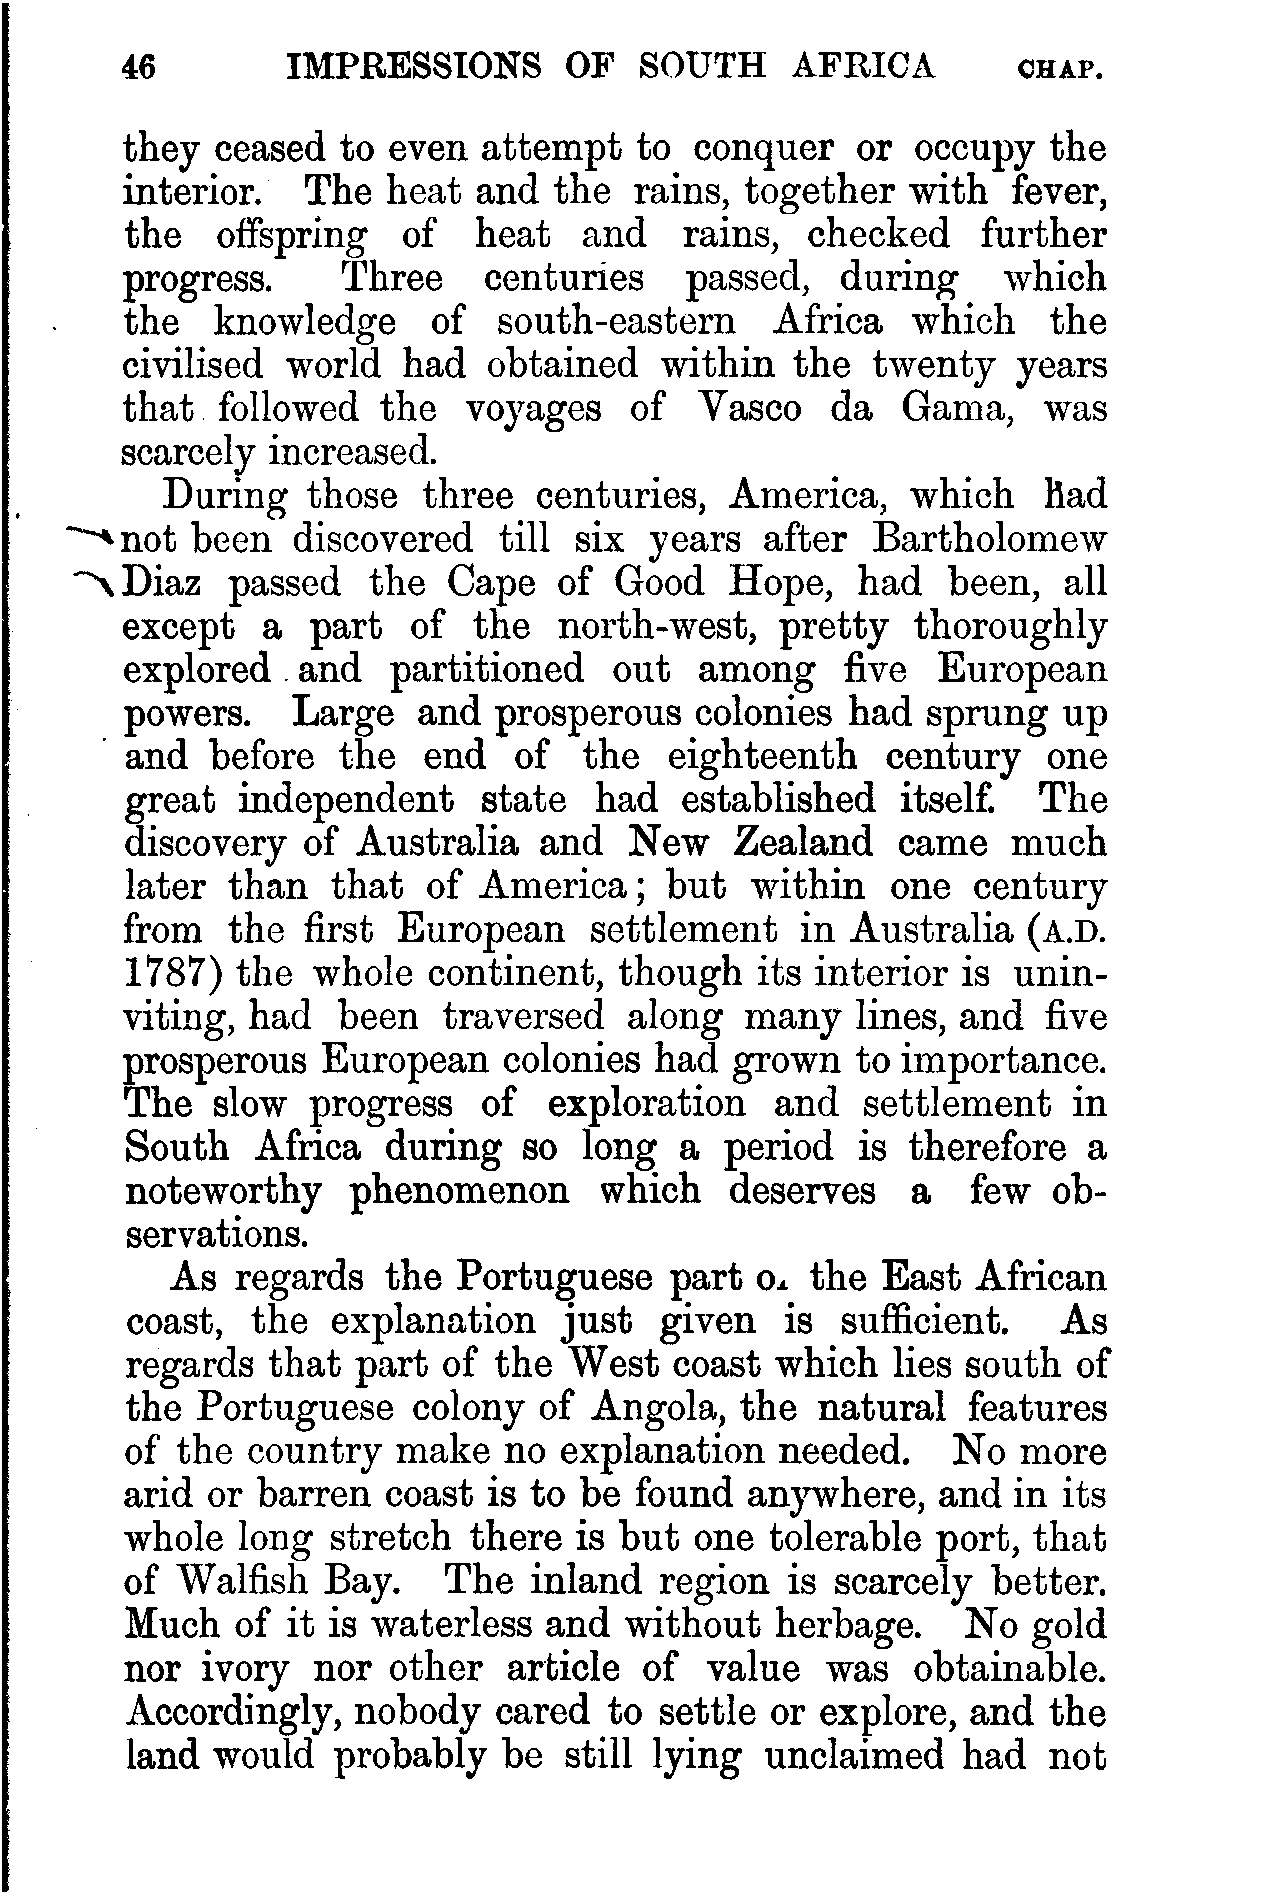 46 IMPRESSIONS OF SOUTH AFRICA CHAP.
they ceased to even attempt to conquer or occupy the
interior. The heat and the rains, together with fever,
the offspring of heat and rains, checked further
progress. Three centuries passed, during which
the knowledge of south-eastern Africa which the
civilised world had obtained within the twenty years
that followed the voyages of Vasco da Gama, was
scarcely increased.
During those three centuries, America, which had
not been discovered till six years after Bartholomew
Diaz passed the Cape of Good Hope, had been, all
except a part of the north-west, pretty thoroughly
explored and partitioned out among five European
powers. Large and prosperous colonies had sprung up
and before the end of the eighteenth century one
great independent state had established itself. The
discovery of Australia and New Zealand came much
later than that of America; but within one century
from the first European settlement in Australia (A.D.
1787) the whole continent, though its interior is unin-
viting, had been traversed along many lines, and five
prosperous European colonies had grown to importance.
The slow progress of exploration and settlement in
South Africa during so long a period is therefore a
noteworthy phenomenon which deserves a few ob-
servations.
As regards the Portuguese part of the East African
coast, the explanation just given is sufficient. As
regards that part of the West coast which lies south of
the Portuguese colony of Angola, the natural features
of the country make no explanation needed. No more
arid or barren coast is to be found anywhere, and in its
whole long stretch there is but one tolerable port, that
of Walfish Bay. The inland region is scarcely better.
Much of it is waterless and without herbage. No gold
nor ivory nor other article of value was obtainable.
Accordingly, nobody cared to settle or explore, and the
land would probably be still lying unclaimed had not